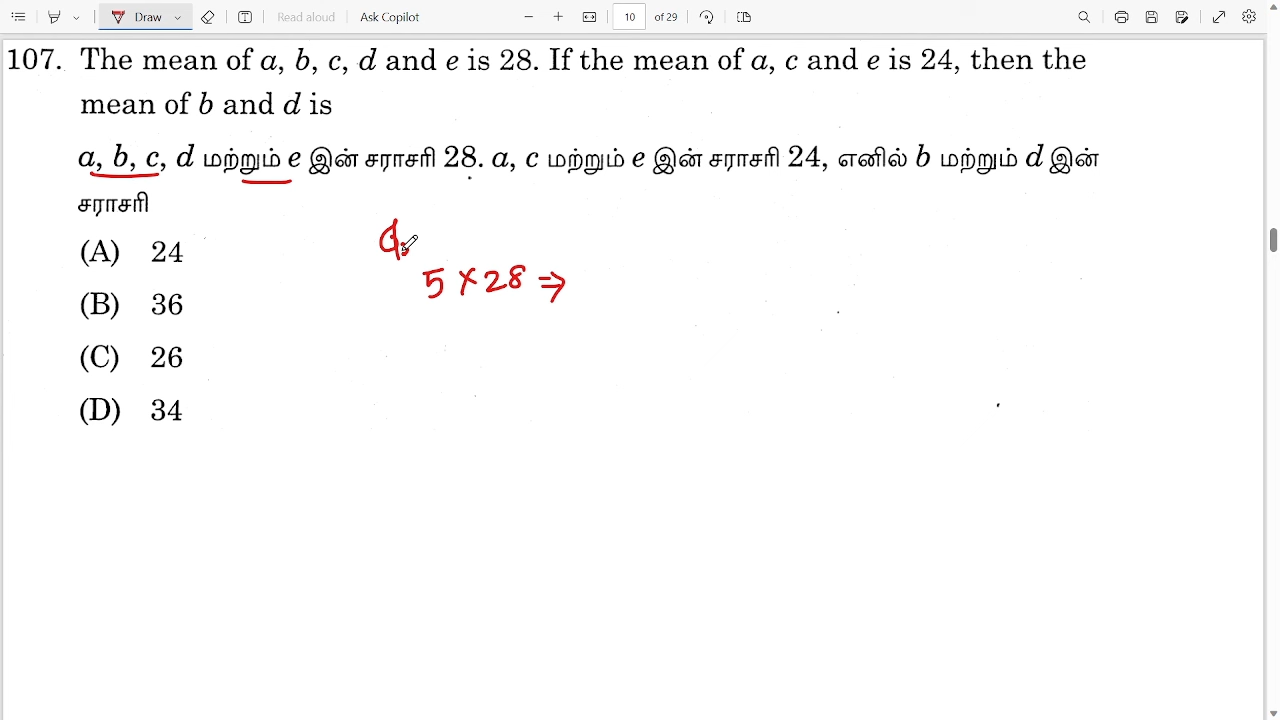 Draw
Read aloud
Ask Copilot
10 of 29
107. The mean of a, b, c, d and e is 28. If the mean of a, c and e is 24, then the
mean of b and d is
a, b, c, d மற்றும் e இன் சராசரி 28. a, c மற்றும் e இன் சராசரி 24, எனில் b மற்றும் d இன்
சராசரி
(A) 24
(B) 36
(C) 26
(D) 34
5 × 28 ⇒